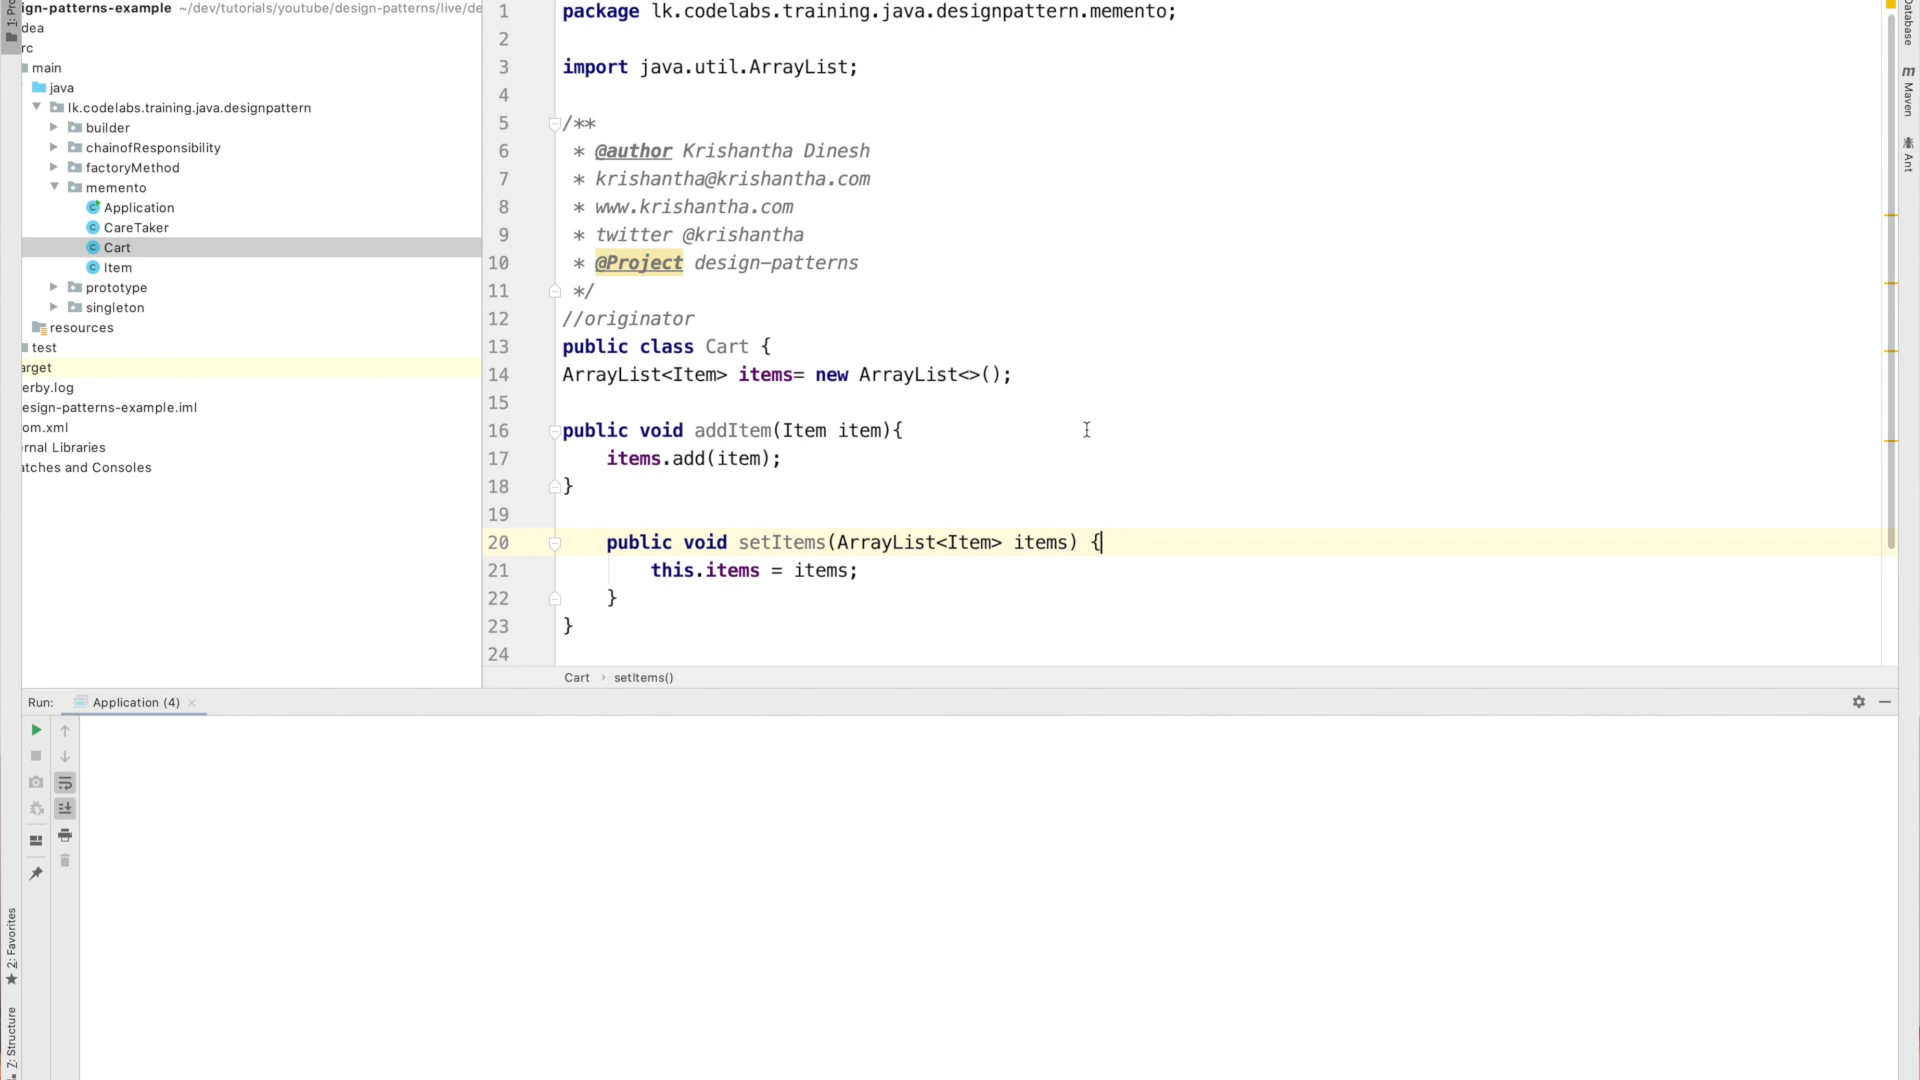 ign-patterns-example ~/dev/tutorials/youtube/design-patterns/live/de
dea
rc
main
java
lk.codelabs.training.java.designpattern
builder
chainofResponsibility
factoryMethod
memento
Application
CareTaker
Cart
Item
prototype
singleton
resources
test
arget
erby.log
esign-patterns-example.iml
om.xml
rnal Libraries
atches and Consoles
1 package lk.codelabs.training.java.designpattern.memento;
2
3 import java.util.ArrayList;
4
5 /**
6 * @author Krishantha Dinesh
7 * krishantha@krishantha.com
8 * www.krishantha.com
9 * twitter @krishantha
10 * @Project design-patterns
11 */
12 //originator
13 public class Cart {
14 ArrayList<Item> items= new ArrayList<>();
15
16 public void addItem(Item item){
17 items.add(item);
18 }
19
20 public void setItems(ArrayList<Item> items) {
21 this.items = items;
22 }
23 }
24
Cart › setItems()
Run: Application (4)
1: Pro
2: Favorites
Z: Structure
Database
m Maven
Ant